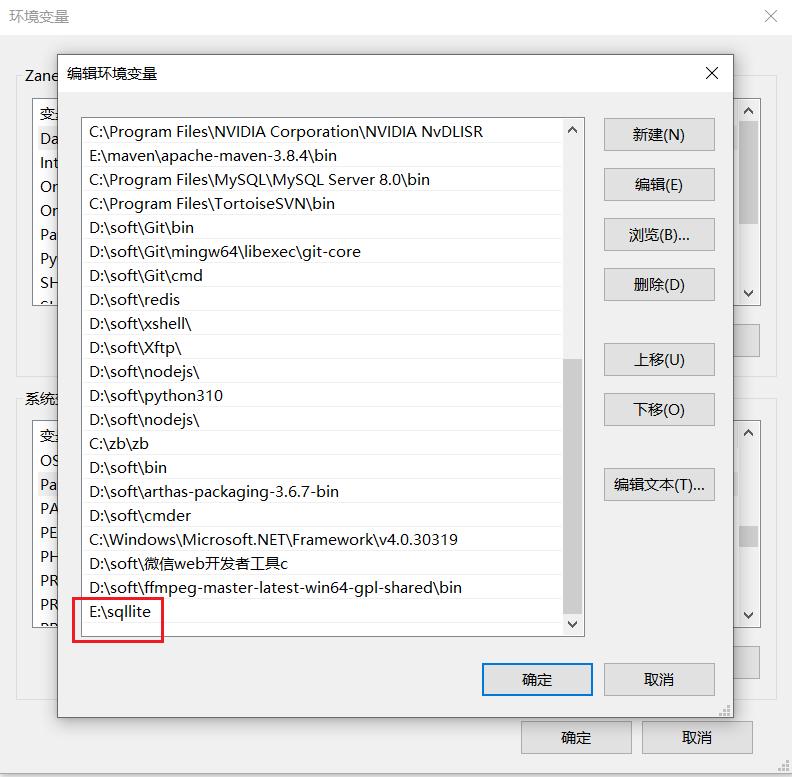 环境变量
编辑环境变量
Zane
变
Da
Int
Or
Or
Pa
Py
SH
C:\Program Files\NVIDIA Corporation\NVIDIA NvDLISR
E:\maven\apache-maven-3.8.4\bin
C:\Program Files\MySQL\MySQL Server 8.0\bin
C:\Program Files\TortoiseSVN\bin
D:\soft\Git\bin
D:\soft\Git\mingw64\libexec\git-core
D:\soft\Git\cmd
D:\soft\redis
D:\soft\xshell\
D:\soft\Xftp\
D:\soft\nodejs\
D:\soft\python310
D:\soft\nodejs\
C:\zb\zb
D:\soft\bin
D:\soft\arthas-packaging-3.6.7-bin
D:\soft\cmder
C:\Windows\Microsoft.NET\Framework\v4.0.30319
D:\soft\微信web开发者工具c
D:\soft\ffmpeg-master-latest-win64-gpl-shared\bin
E:\sqllite
新建(N)
编辑(E)
浏览(B)...
删除(D)
上移(U)
下移(O)
编辑文本(T)...
系统
变
OS
Pa
PA
PE
PH
PR
PR
确定
取消
确定
取消